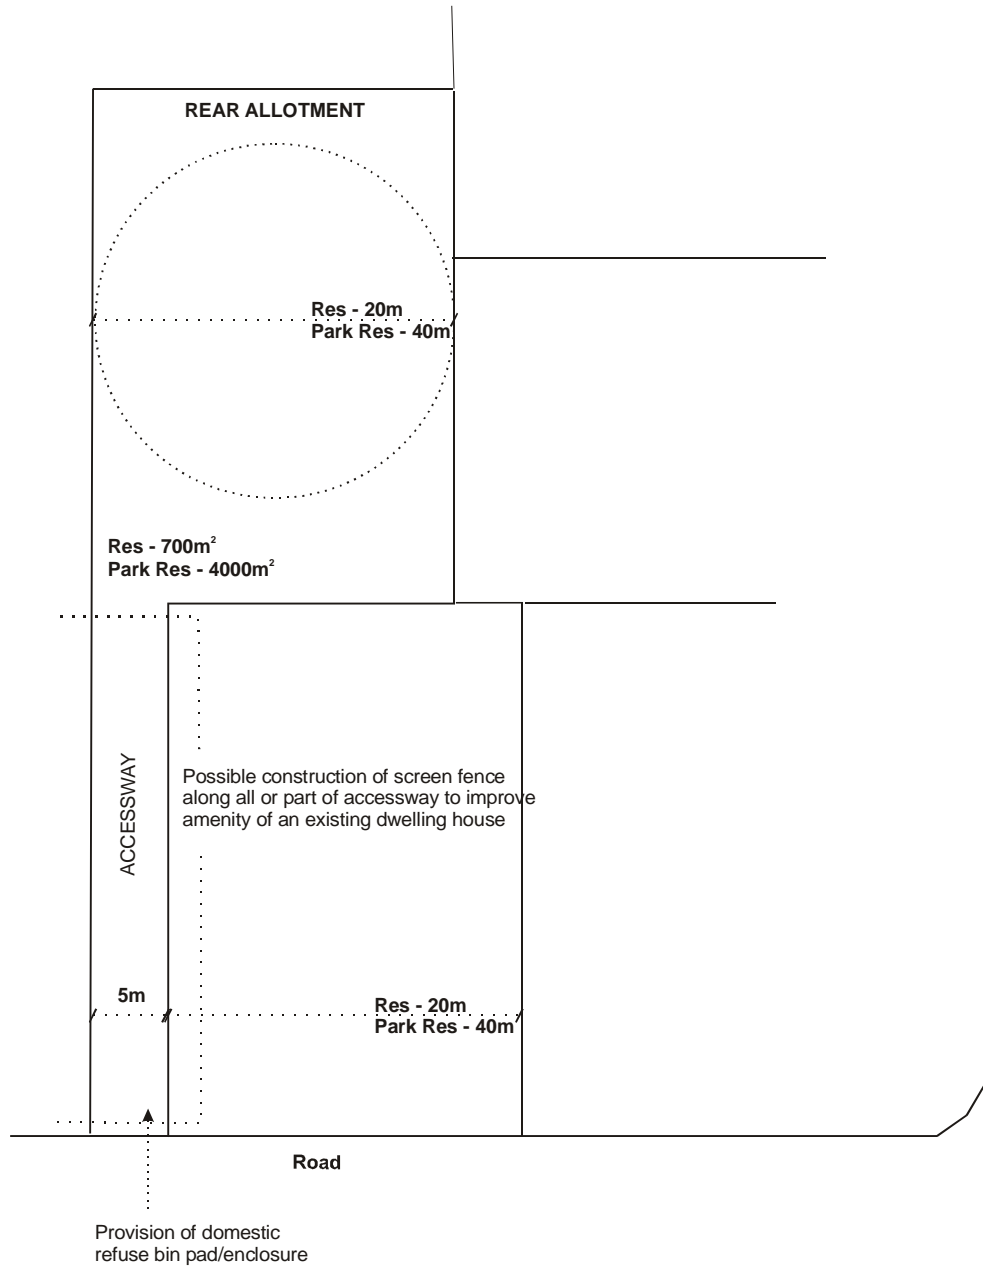 REAR ALLOTMENT
Res - 20m
Park Res - 40m
Res - 700m²
Park Res - 4000m²
ACCESSWAY
Possible construction of screen fence
along all or part of accessway to improve
amenity of an existing dwelling house
5m
Res - 20m
Park Res - 40m
Road
Provision of domestic
refuse bin pad/enclosure